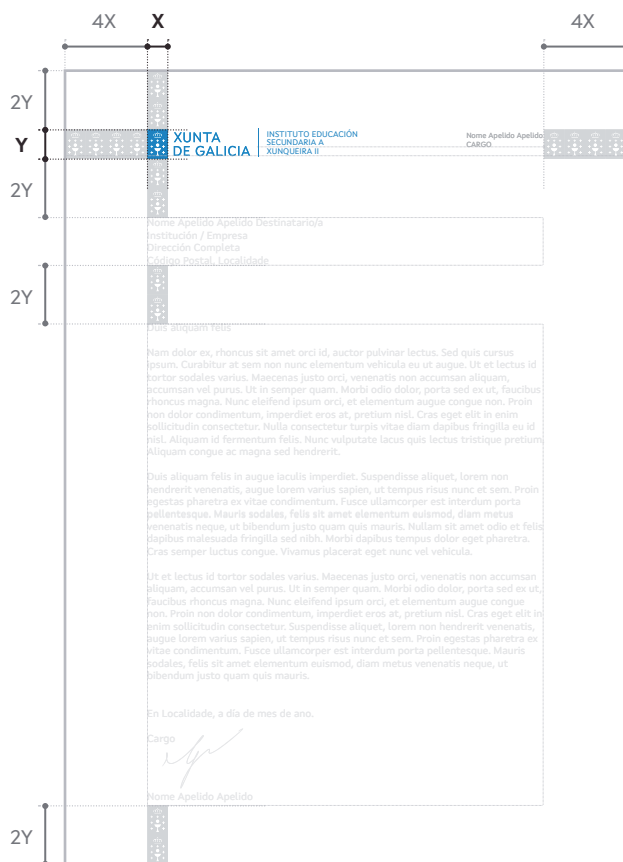 4X
X
4X
2Y
Y
2Y
XUNTA
DE GALICIA
INSTITUTO EDUCACIÓN
SECUNDARIA A
XUNQUEIRA II
Nome Apelido Apelido
CARGO
Nome Apelido Apelido Destinatario/a
Institución / Empresa
Dirección Completa
Código Postal, Localidade
2Y
Duis aliquam felis
Nam dolor ex, rhoncus sit amet orci id, auctor pulvinar lectus. Sed quis cursus
ipsum. Curabitur at sem non nunc elementum vehicula eu ut augue. Ut et lectus id
tortor sodales varius. Maecenas justo orci, venenatis non accumsan aliquam,
accumsan vel purus. Ut in semper quam. Morbi odio dolor, porta sed ex ut, faucibus
rhoncus magna. Nunc eleifend ipsum orci, et elementum augue congue non. Proin
non dolor condimentum, imperdiet eros at, pretium nisl. Cras eget elit in enim
sollicitudin consectetur. Nulla consectetur turpis vitae diam dapibus fringilla eu id
nisl. Aliquam id fermentum felis. Nunc vulputate lacus quis lectus tristique pretium.
Aliquam congue ac magna sed hendrerit.
Duis aliquam felis in augue iaculis imperdiet. Suspendisse aliquet, lorem non
hendrerit venenatis, augue lorem varius sapien, ut tempus risus nunc et sem. Proin
egestas pharetra ex vitae condimentum. Fusce ullamcorper est interdum porta
pellentesque. Mauris sodales, felis sit amet elementum euismod, diam metus
venenatis neque, ut bibendum justo quam quis mauris. Nullam sit amet odio et felis
dapibus malesuada fringilla sed nibh. Morbi dapibus tempus dolor eget pharetra.
Cras semper luctus congue. Vivamus placerat eget nunc vel vehicula.
Ut et lectus id tortor sodales varius. Maecenas justo orci, venenatis non accumsan
aliquam, accumsan vel purus. Ut in semper quam. Morbi odio dolor, porta sed ex ut,
faucibus rhoncus magna. Nunc eleifend ipsum orci, et elementum augue congue
non. Proin non dolor condimentum, imperdiet eros at, pretium nisl. Cras eget elit in
enim sollicitudin consectetur. Suspendisse aliquet, lorem non hendrerit venenatis,
augue lorem varius sapien, ut tempus risus nunc et sem. Proin egestas pharetra ex
vitae condimentum. Fusce ullamcorper est interdum porta pellentesque. Mauris
sodales, felis sit amet elementum euismod, diam metus venenatis neque, ut
bibendum justo quam quis mauris.
En Localidade, a día de mes de ano.
Cargo
Nome Apelido Apelido
2Y